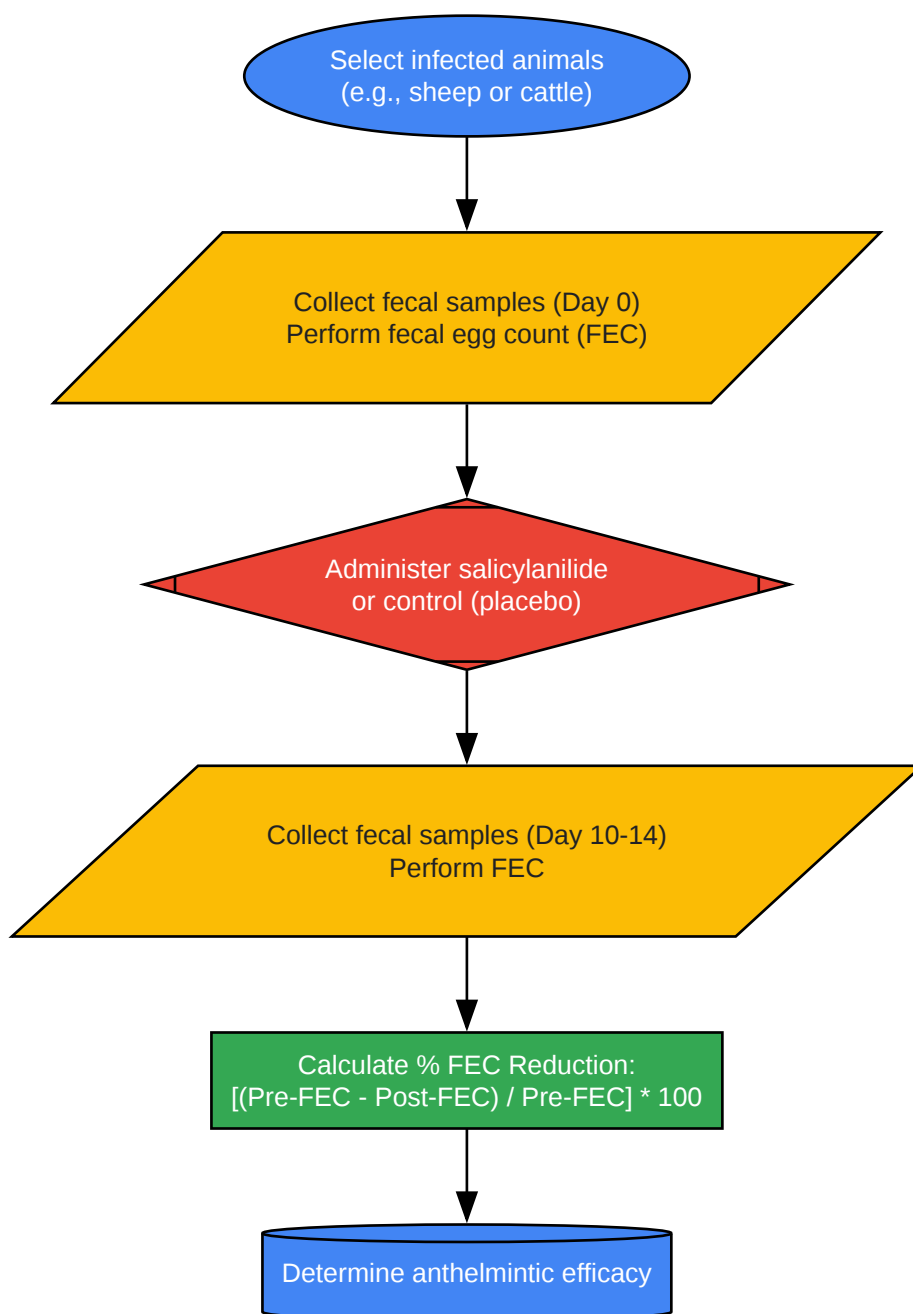 Select infected animals
(e.g., sheep or cattle)
Collect fecal samples (Day 0)
Perform fecal egg count (FEC)
Administer salicylanilide
or control (placebo)
Collect fecal samples (Day 10-14)
Perform FEC
Calculate % FEC Reduction:
[(Pre-FEC - Post-FEC) / Pre-FEC] * 100
Determine anthelmintic efficacy